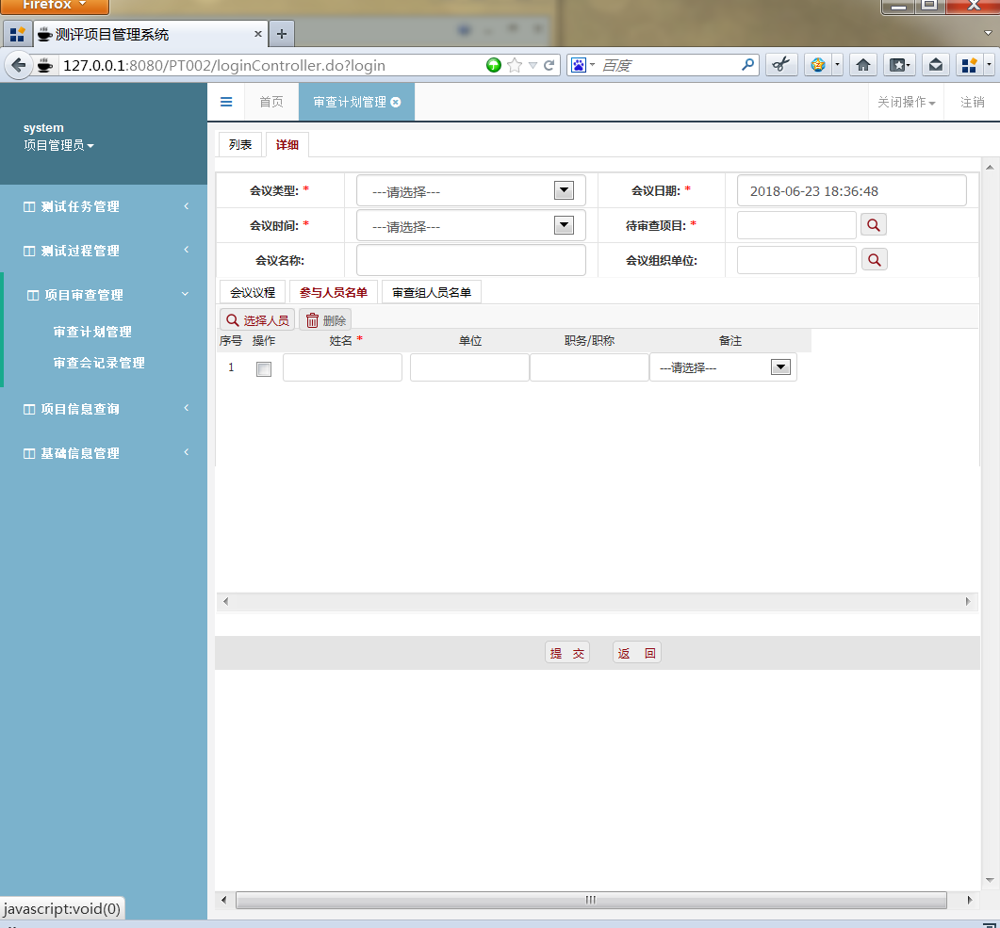 Firefox
测评项目管理系统
127.0.0.1:8080/PT002/loginController.do?login
百度
system
项目管理员
首页
审查计划管理
关闭操作
注销
测试任务管理
测试过程管理
项目审查管理
审查计划管理
审查会记录管理
项目信息查询
基础信息管理
列表
详细
会议类型: *
---请选择---
会议日期: *
2018-06-23 18:36:48
会议时间: *
---请选择---
待审查项目: *
会议名称:
会议组织单位:
会议议程
参与人员名单
审查组人员名单
选择人员
删除
序号 操作 姓名 * 单位 职务/职称 备注
1 ---请选择---
提 交
返 回
javascript:void(0)